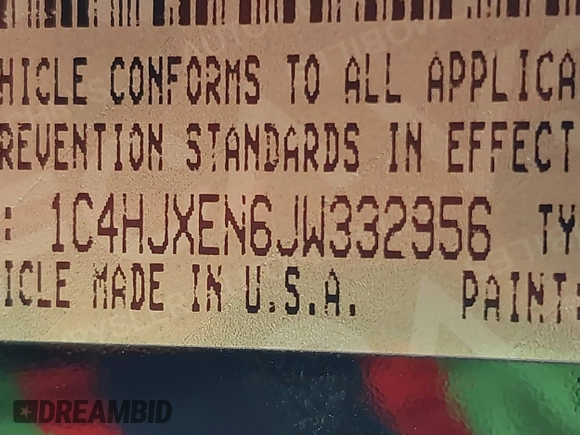 HICLE CONFORMS TO ALL APPLICA
REVENTION STANDARDS IN EFFECT
: 1C4HJXEN6JW332956 TY
ICLE MADE IN U.S.A. PAINT:
DREAMBID